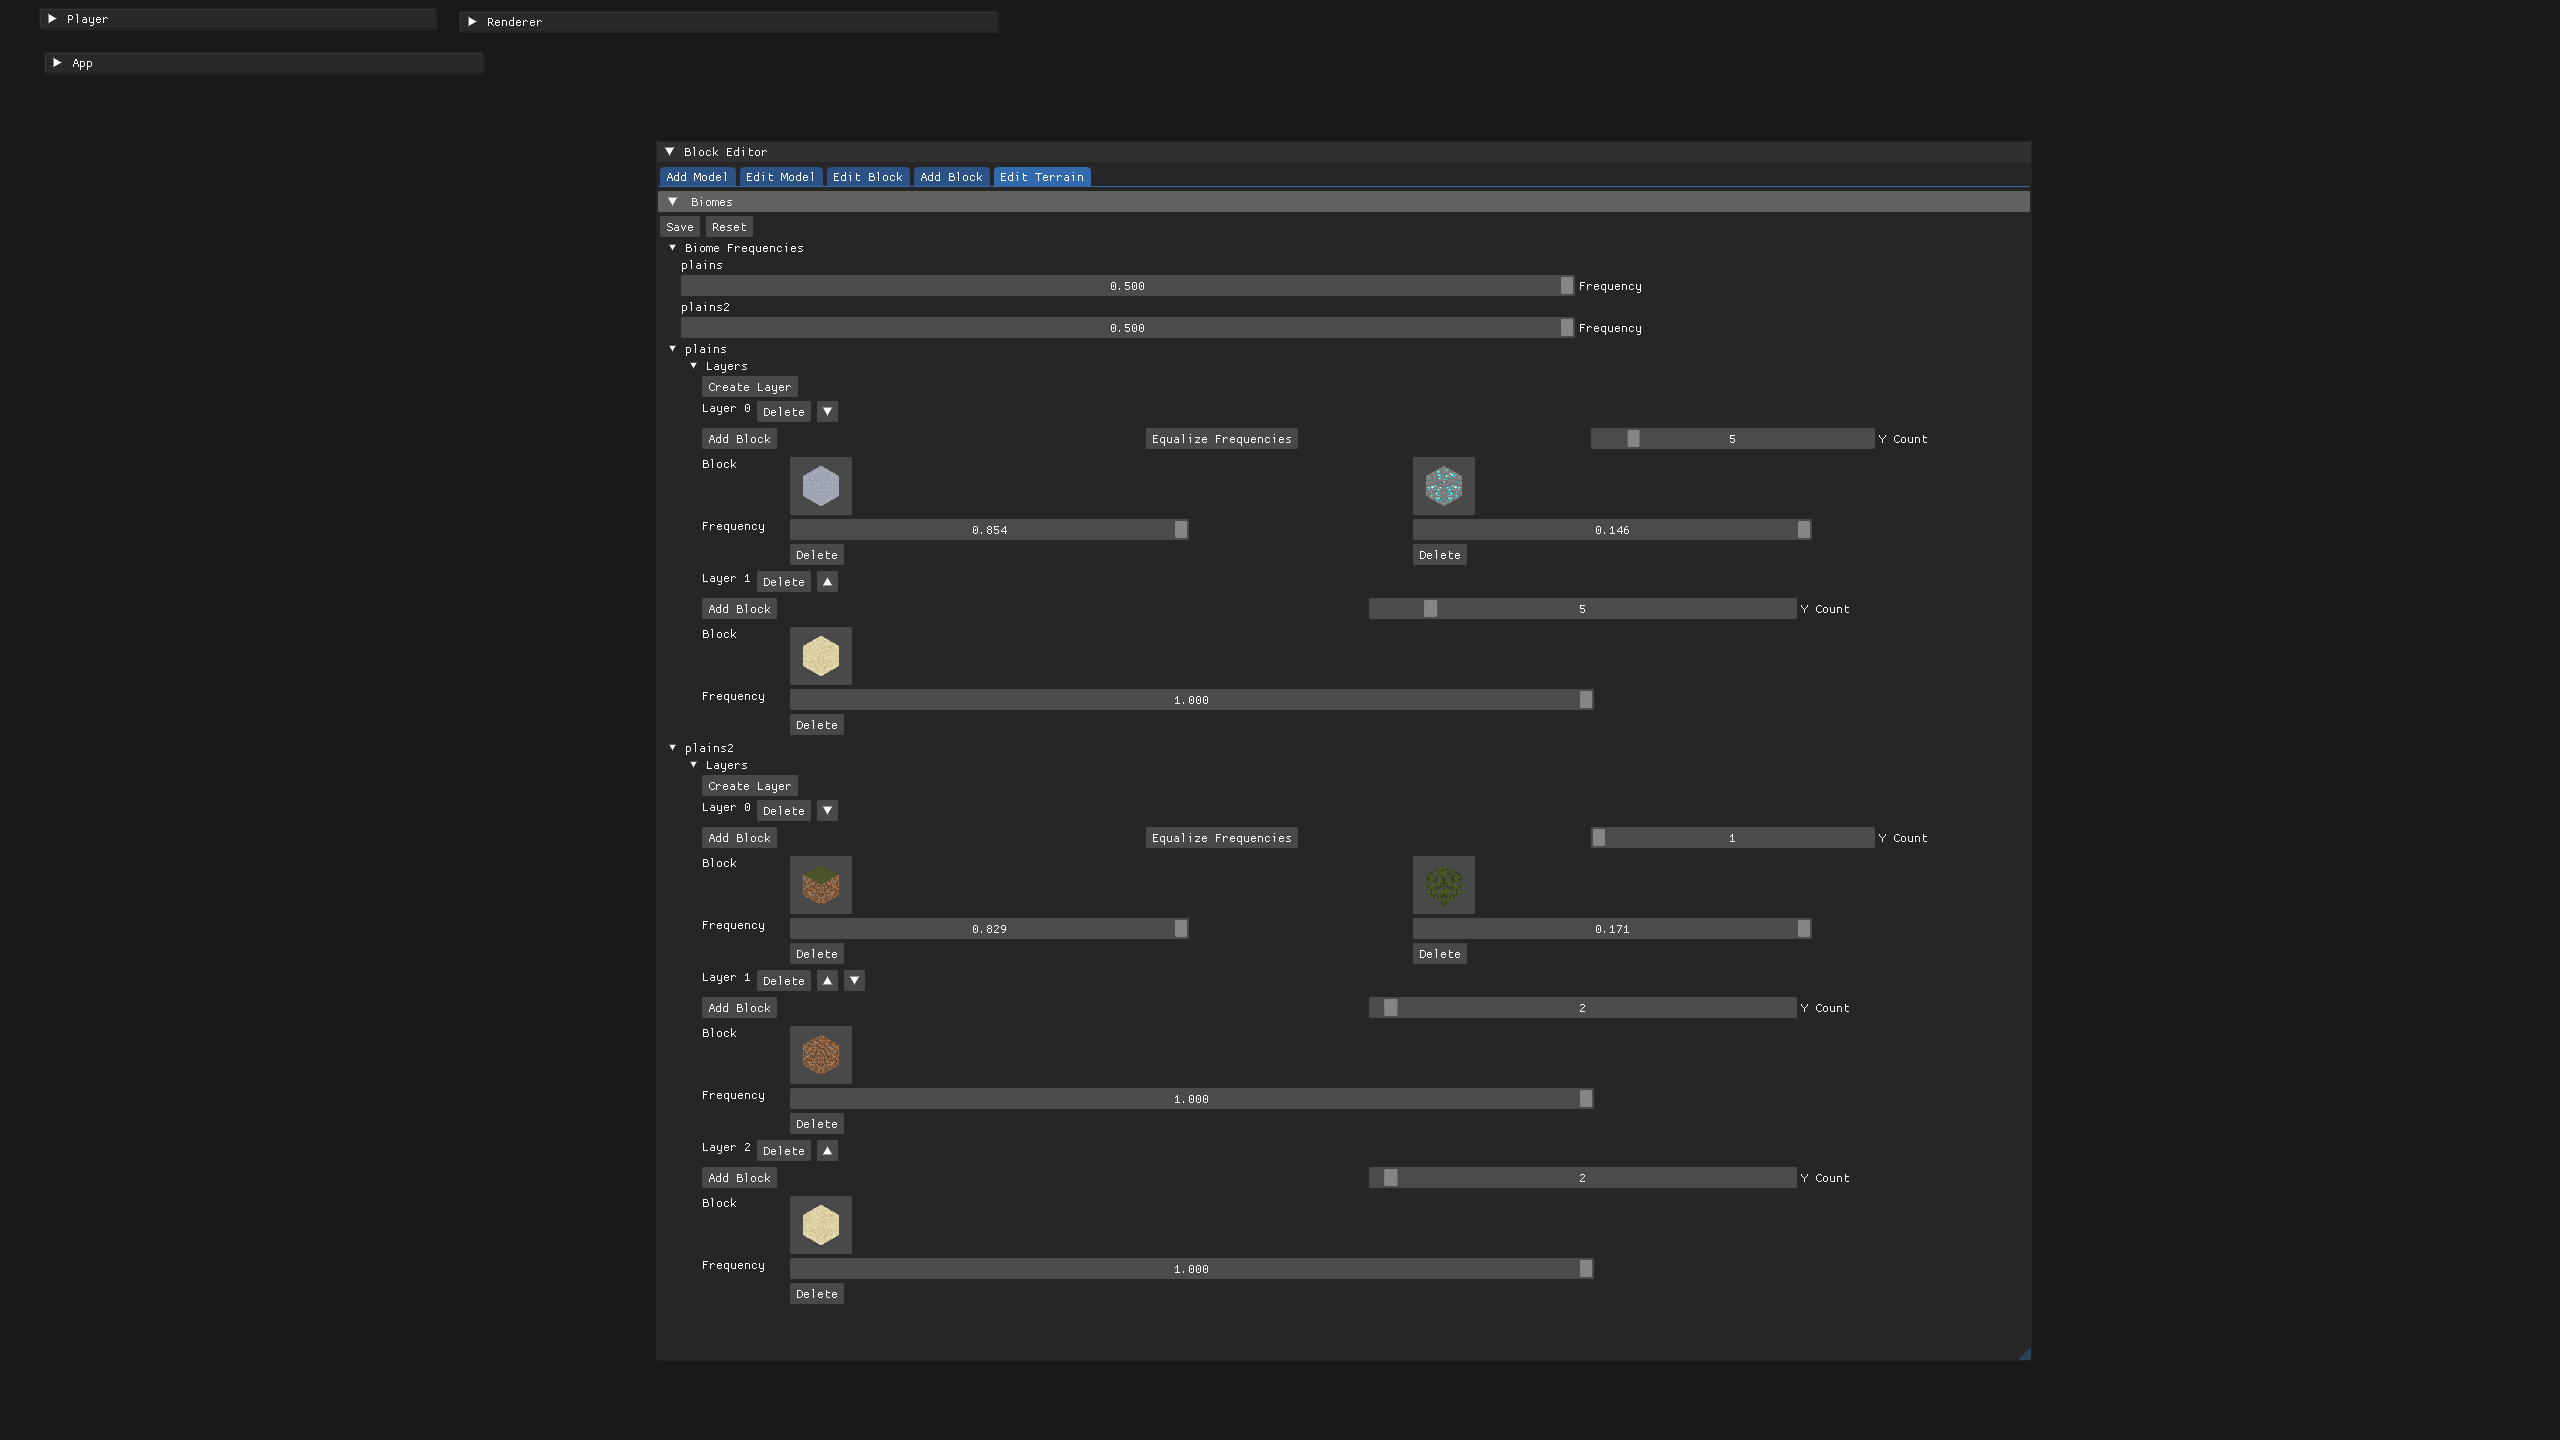 Player
Renderer
App
Block Editor
Add Model Edit Model Edit Block Add Block Edit Terrain
Biomes
Save Reset
Biome Frequencies
plains
0.500 Frequency
plains2
0.500 Frequency
plains
Layers
Create Layer
Layer 0 Delete
Add Block Equalize Frequencies 5 Y Count
Block
Frequency 0.854 0.146
Delete Delete
Layer 1 Delete
Add Block 5 Y Count
Block
Frequency 1.000
Delete
plains2
Layers
Create Layer
Layer 0 Delete
Add Block Equalize Frequencies 1 Y Count
Block
Frequency 0.829 0.171
Delete Delete
Layer 1 Delete
Add Block 2 Y Count
Block
Frequency 1.000
Delete
Layer 2 Delete
Add Block 2 Y Count
Block
Frequency 1.000
Delete